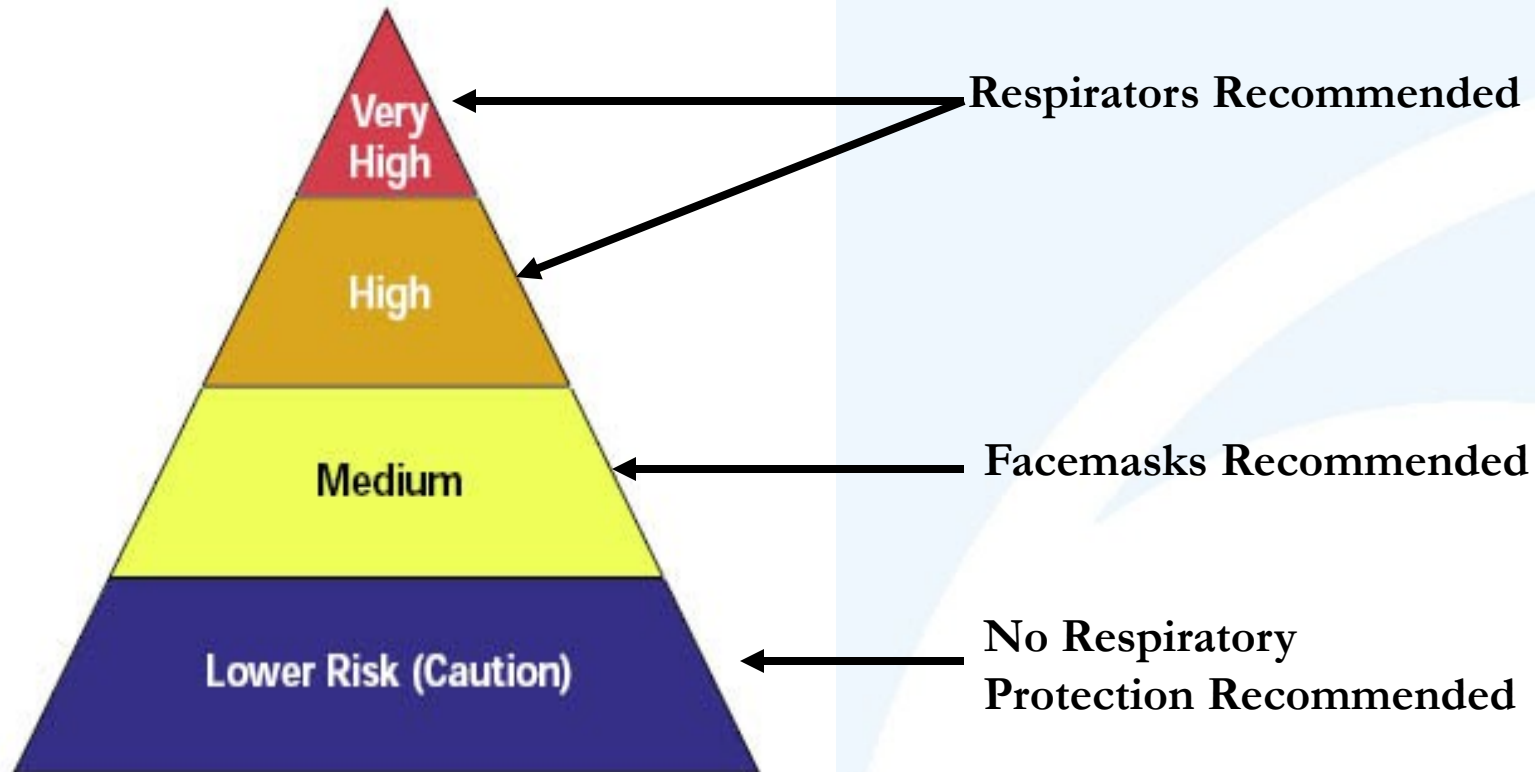 Very
High
Respirators Recommended
High
Medium
Facemasks Recommended
Lower Risk (Caution)
No Respiratory
Protection Recommended